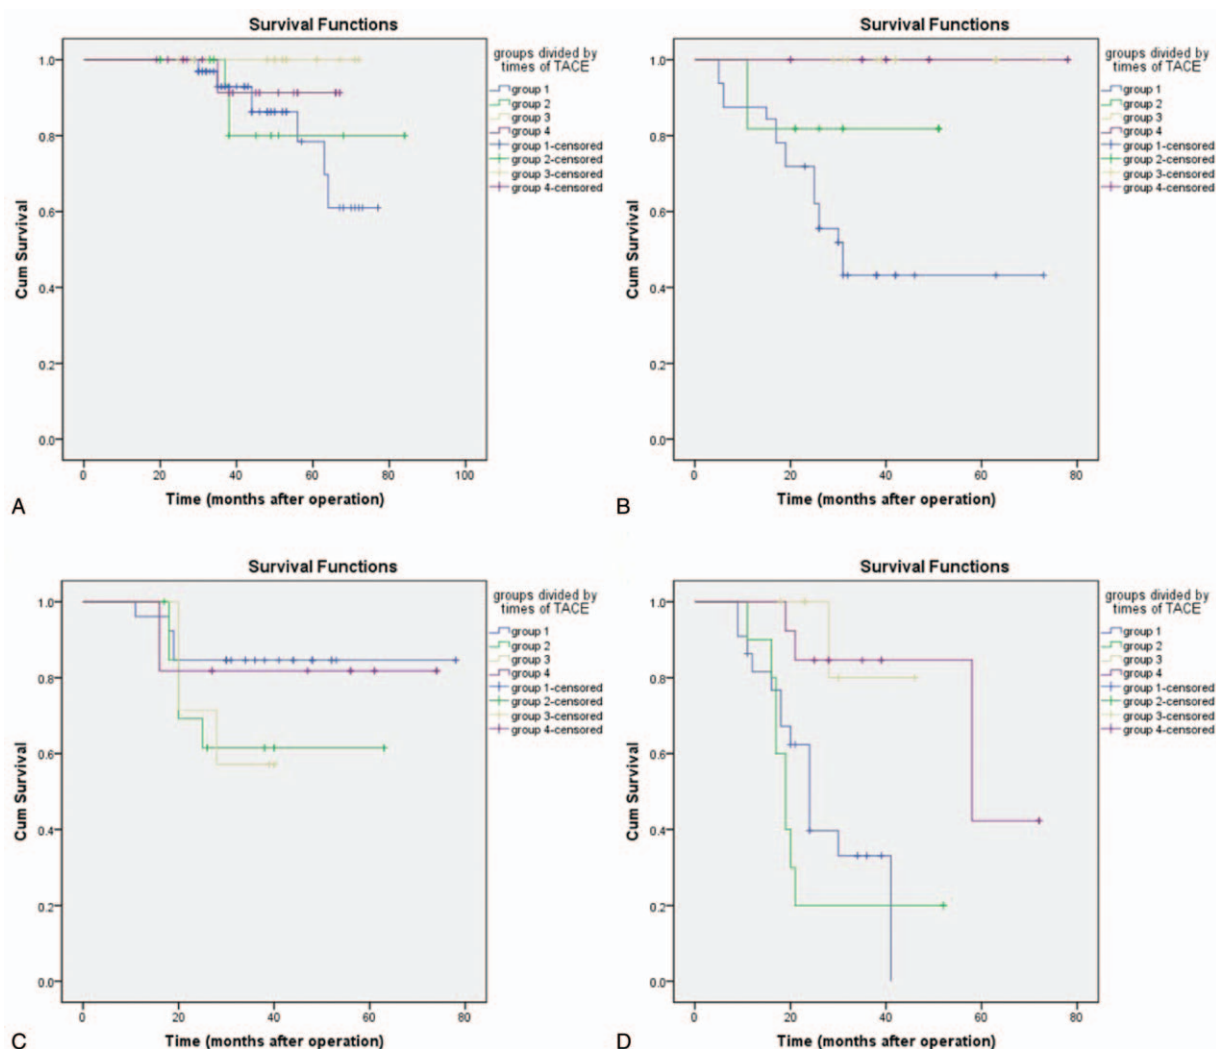 Survival Functions
groups divided by
times of TACE
group 1
group 2
group 3
group 4
group 1-censored
group 2-censored
group 3-censored
group 4-censored
Cum Survival
1.0
0.8
0.6
0.4
0.2
0.0
0 20 40 60 80 100
Time (months after operation)
A
Survival Functions
groups divided by
times of TACE
group 1
group 2
group 3
group 4
group 1-censored
group 2-censored
group 3-censored
group 4-censored
Cum Survival
1.0
0.8
0.6
0.4
0.2
0.0
0 20 40 60 80
Time (months after operation)
B
Survival Functions
groups divided by
times of TACE
group 1
group 2
group 3
group 4
group 1-censored
group 2-censored
group 3-censored
group 4-censored
Cum Survival
1.0
0.8
0.6
0.4
0.2
0.0
0 20 40 60 80
Time (months after operation)
C
Survival Functions
groups divided by
times of TACE
group 1
group 2
group 3
group 4
group 1-censored
group 2-censored
group 3-censored
group 4-censored
Cum Survival
1.0
0.8
0.6
0.4
0.2
0.0
0 20 40 60 80
Time (months after operation)
D